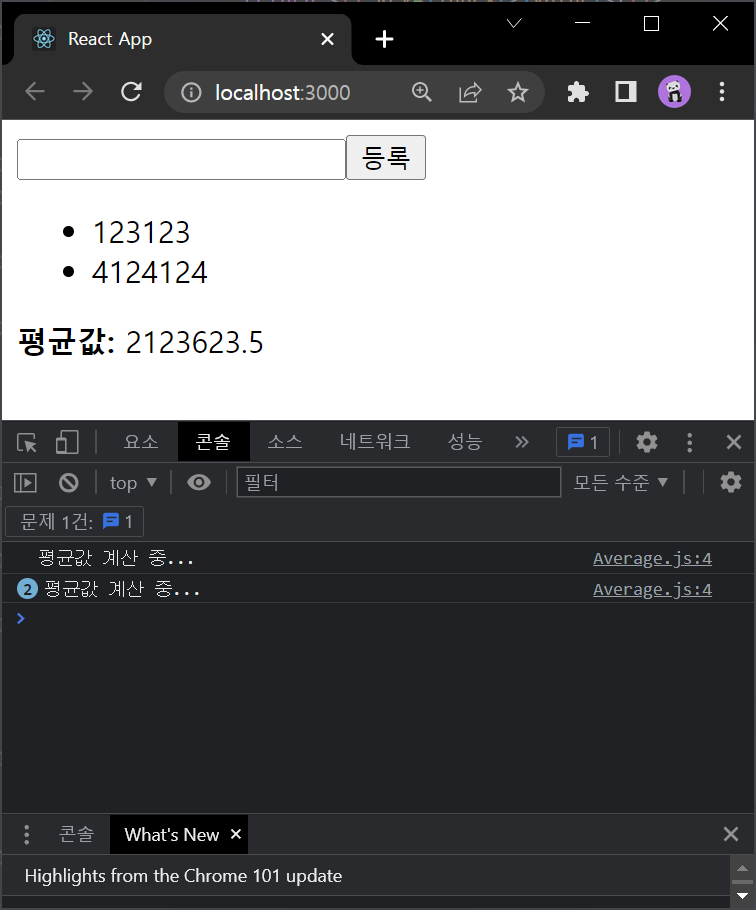 React App
localhost:3000
등록
123123
4124124
평균값: 2123623.5
요소 콘솔 소스 네트워크 성능 » 1
top 필터 모든 수준
문제 1건: 1
평균값 계산 중... Average.js:4
2 평균값 계산 중... Average.js:4
콘솔 What's New
Highlights from the Chrome 101 update